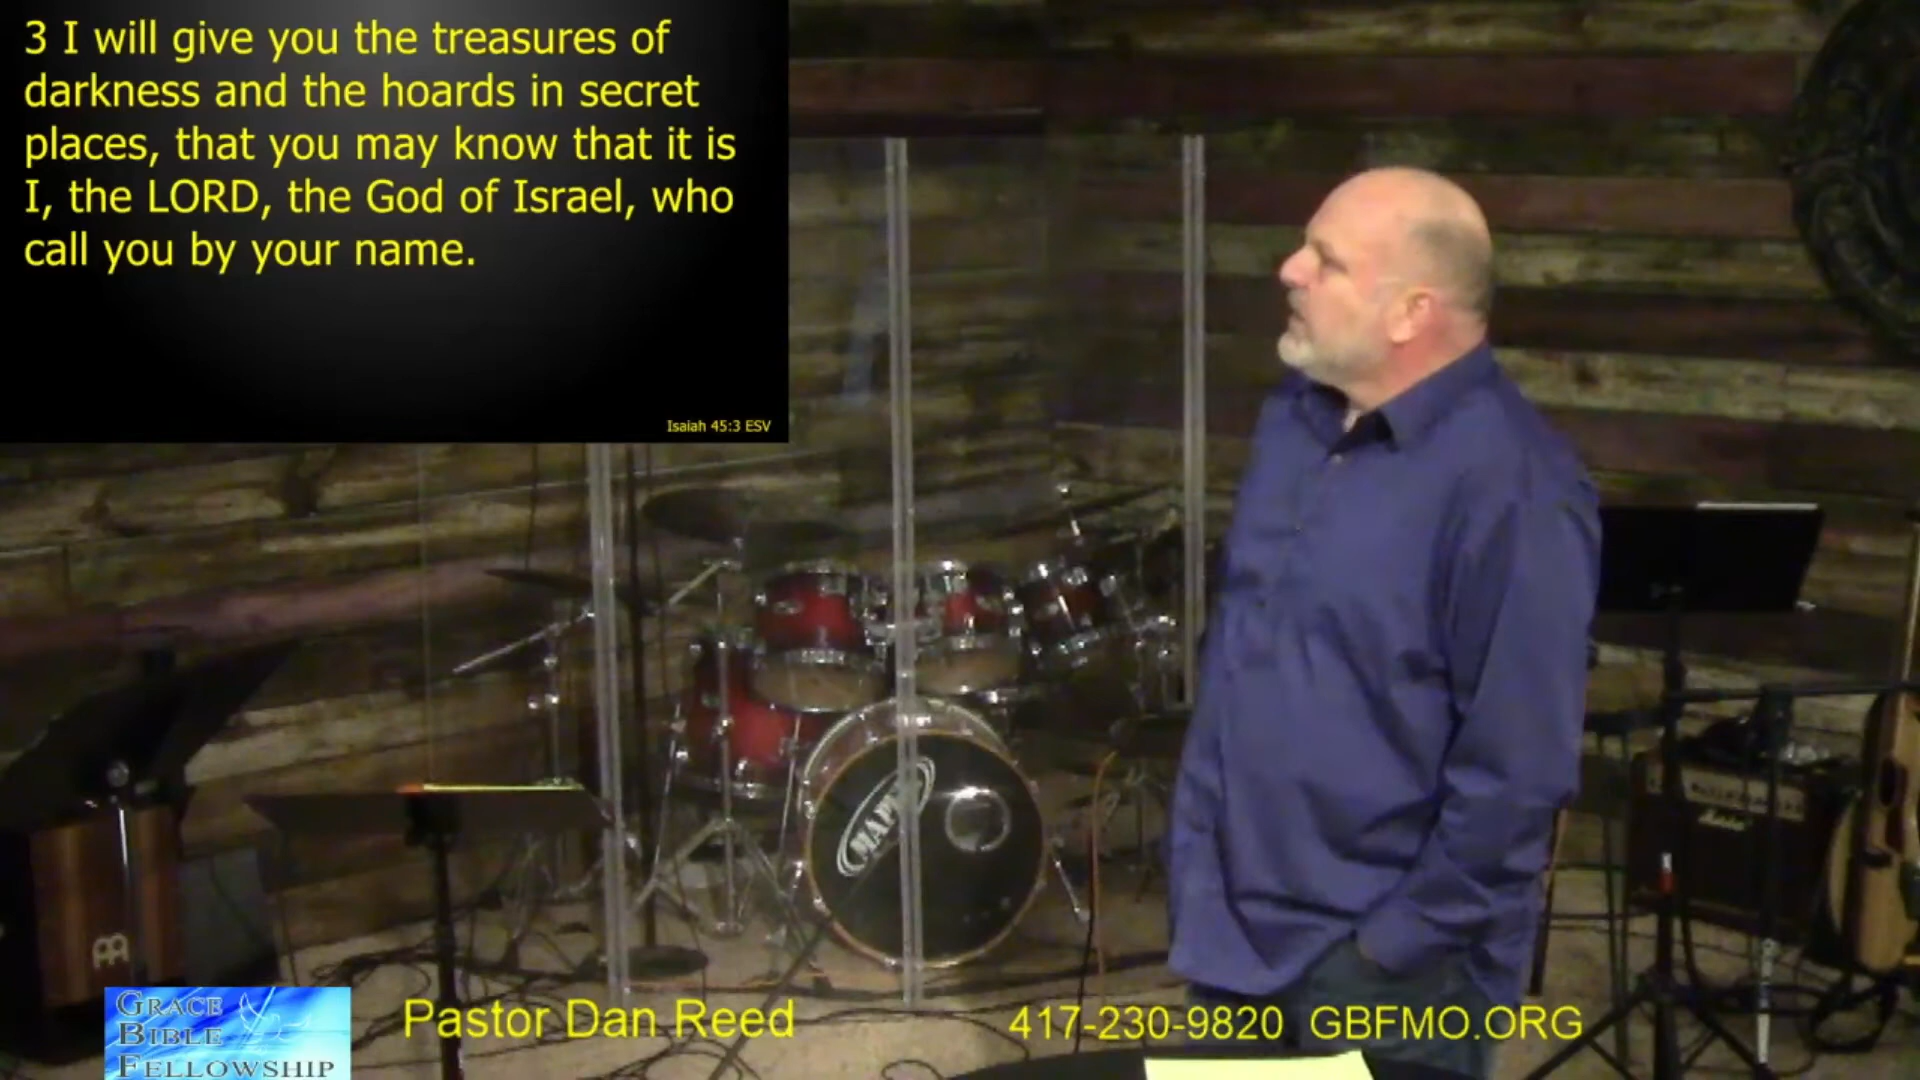 3 I will give you the treasures of
darkness and the hoards in secret
places, that you may know that it is
I, the LORD, the God of Israel, who
call you by your name.
Isaiah 45:3 ESV
Marshall
GRACE
BIBLE
FELLOWSHIP
Pastor Dan Reed
417-230-9820 GBFMO.ORG